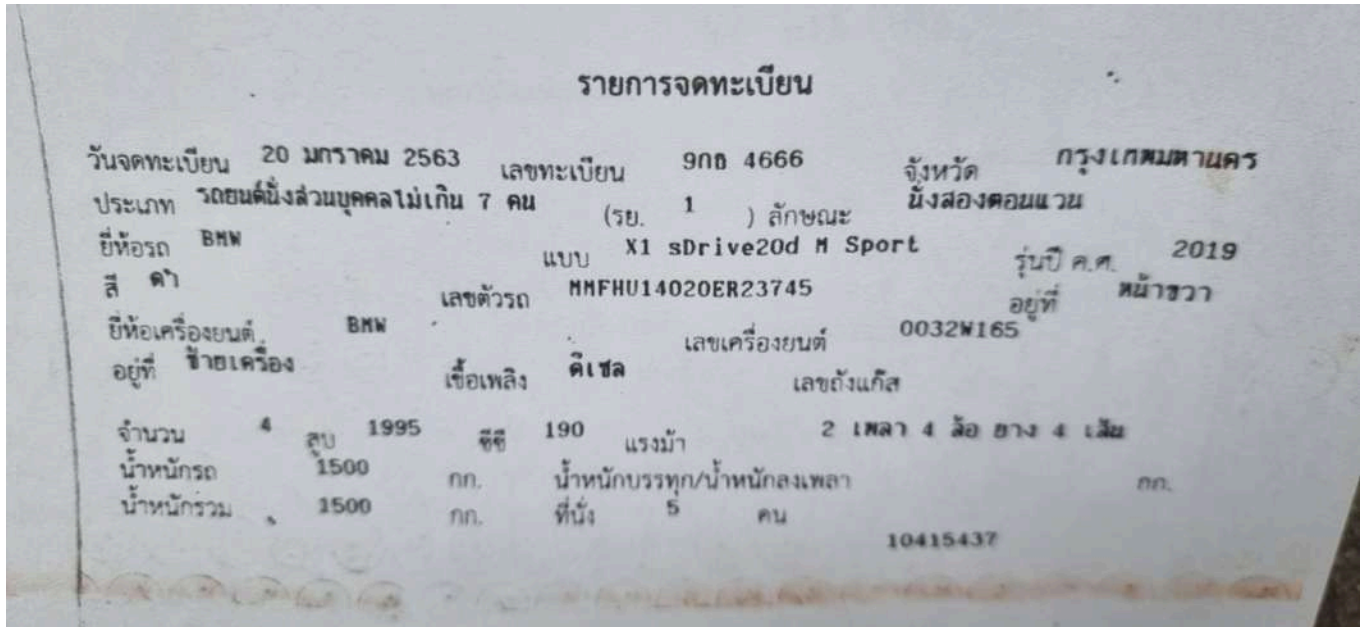 รายการจดทะเบียน
วันจดทะเบียน 20 มกราคม 2563 เลขทะเบียน 9กธ 4666 จังหวัด กรุงเทพมหานคร
ประเภท รถยนต์นั่งส่วนบุคคลไม่เกิน 7 คน (รย. 1 ) ลักษณะ นั่งสองตอนแวน
ยี่ห้อรถ BMW แบบ X1 sDrive20d M Sport รุ่นปี ค.ศ. 2019
สี ดำ เลขตัวรถ MMFHU14020ER23745 อยู่ที่ หน้าขวา
ยี่ห้อเครื่องยนต์ BMW เลขเครื่องยนต์ 0032W165
อยู่ที่ ซ้ายเครื่อง เชื้อเพลิง ดีเซล เลขถังแก๊ส
จำนวน 4 สูบ 1995 ซีซี 190 แรงม้า 2 เพลา 4 ล้อ ยาง 4 เส้น
น้ำหนักรถ 1500 กก. น้ำหนักบรรทุก/น้ำหนักลงเพลา กก.
น้ำหนักรวม 1500 กก. ที่นั่ง 5 คน
10415437